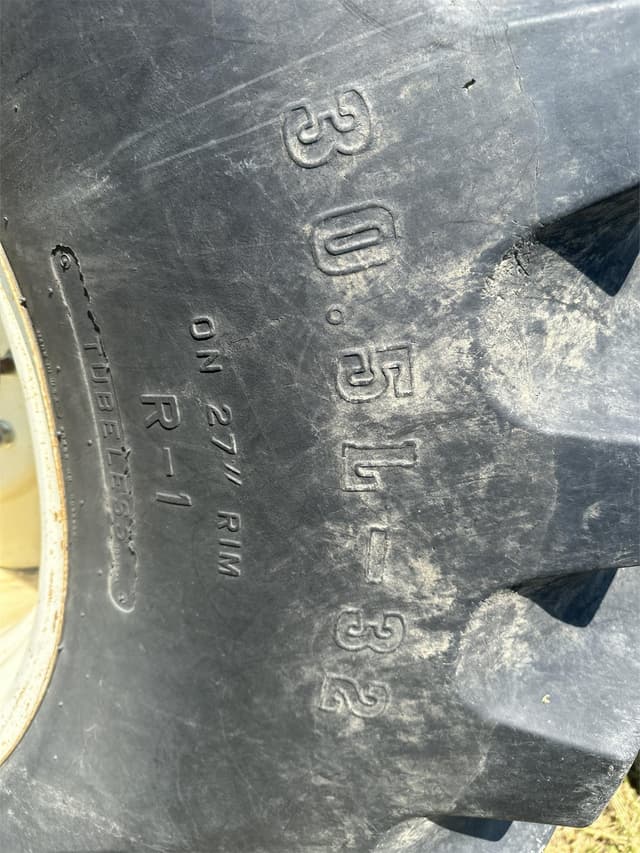 30.5L-32
ON 27" RIM
R-1
TUBELESS